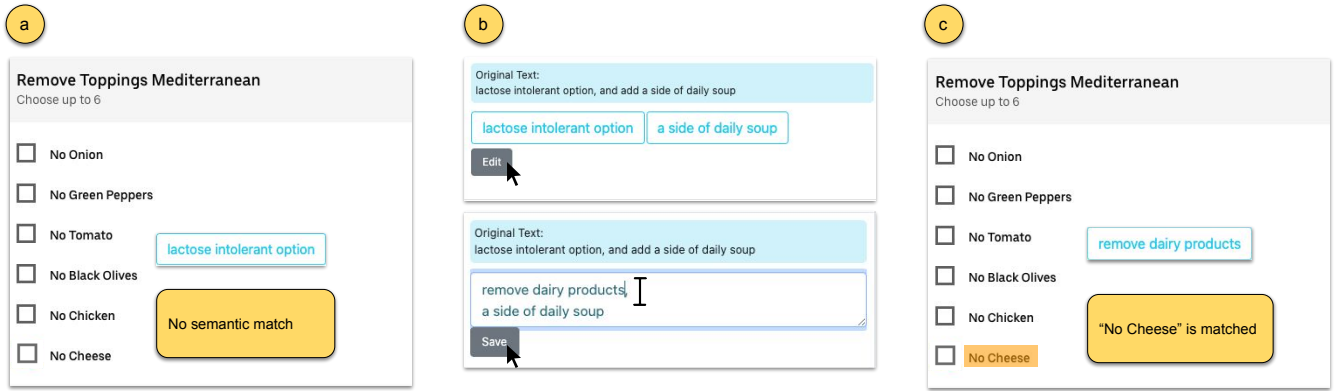 a
Remove Toppings Mediterranean
Choose up to 6
No Onion
No Green Peppers
No Tomato
lactose intolerant option
No Black Olives
No Chicken
No semantic match
No Cheese
b
Original Text:
lactose intolerant option, and add a side of daily soup
lactose intolerant option
a side of daily soup
Edit
Original Text:
lactose intolerant option, and add a side of daily soup
remove dairy products,
a side of daily soup
Save
c
Remove Toppings Mediterranean
Choose up to 6
No Onion
No Green Peppers
No Tomato
remove dairy products
No Black Olives
No Chicken
“No Cheese” is matched
No Cheese